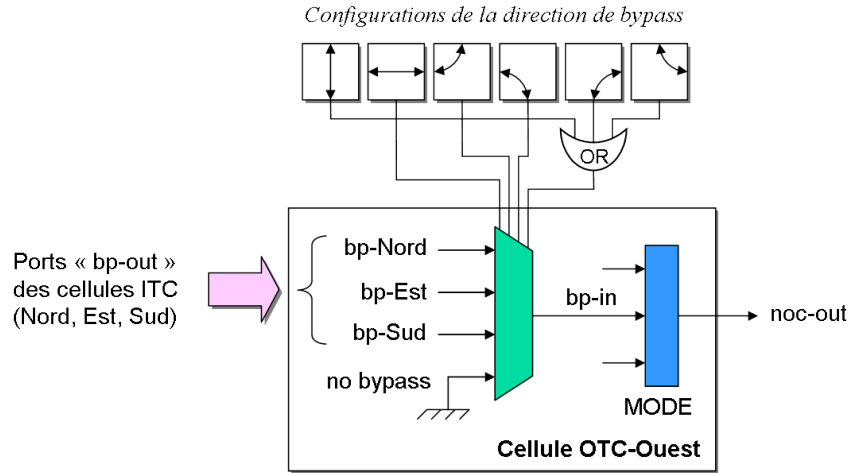 Configurations de la direction de bypass
OR
Ports « bp-out »
des cellules ITC
(Nord, Est, Sud)
bp-Nord
bp-Est
bp-Sud
no bypass
bp-in
noc-out
MODE
Cellule OTC-Ouest